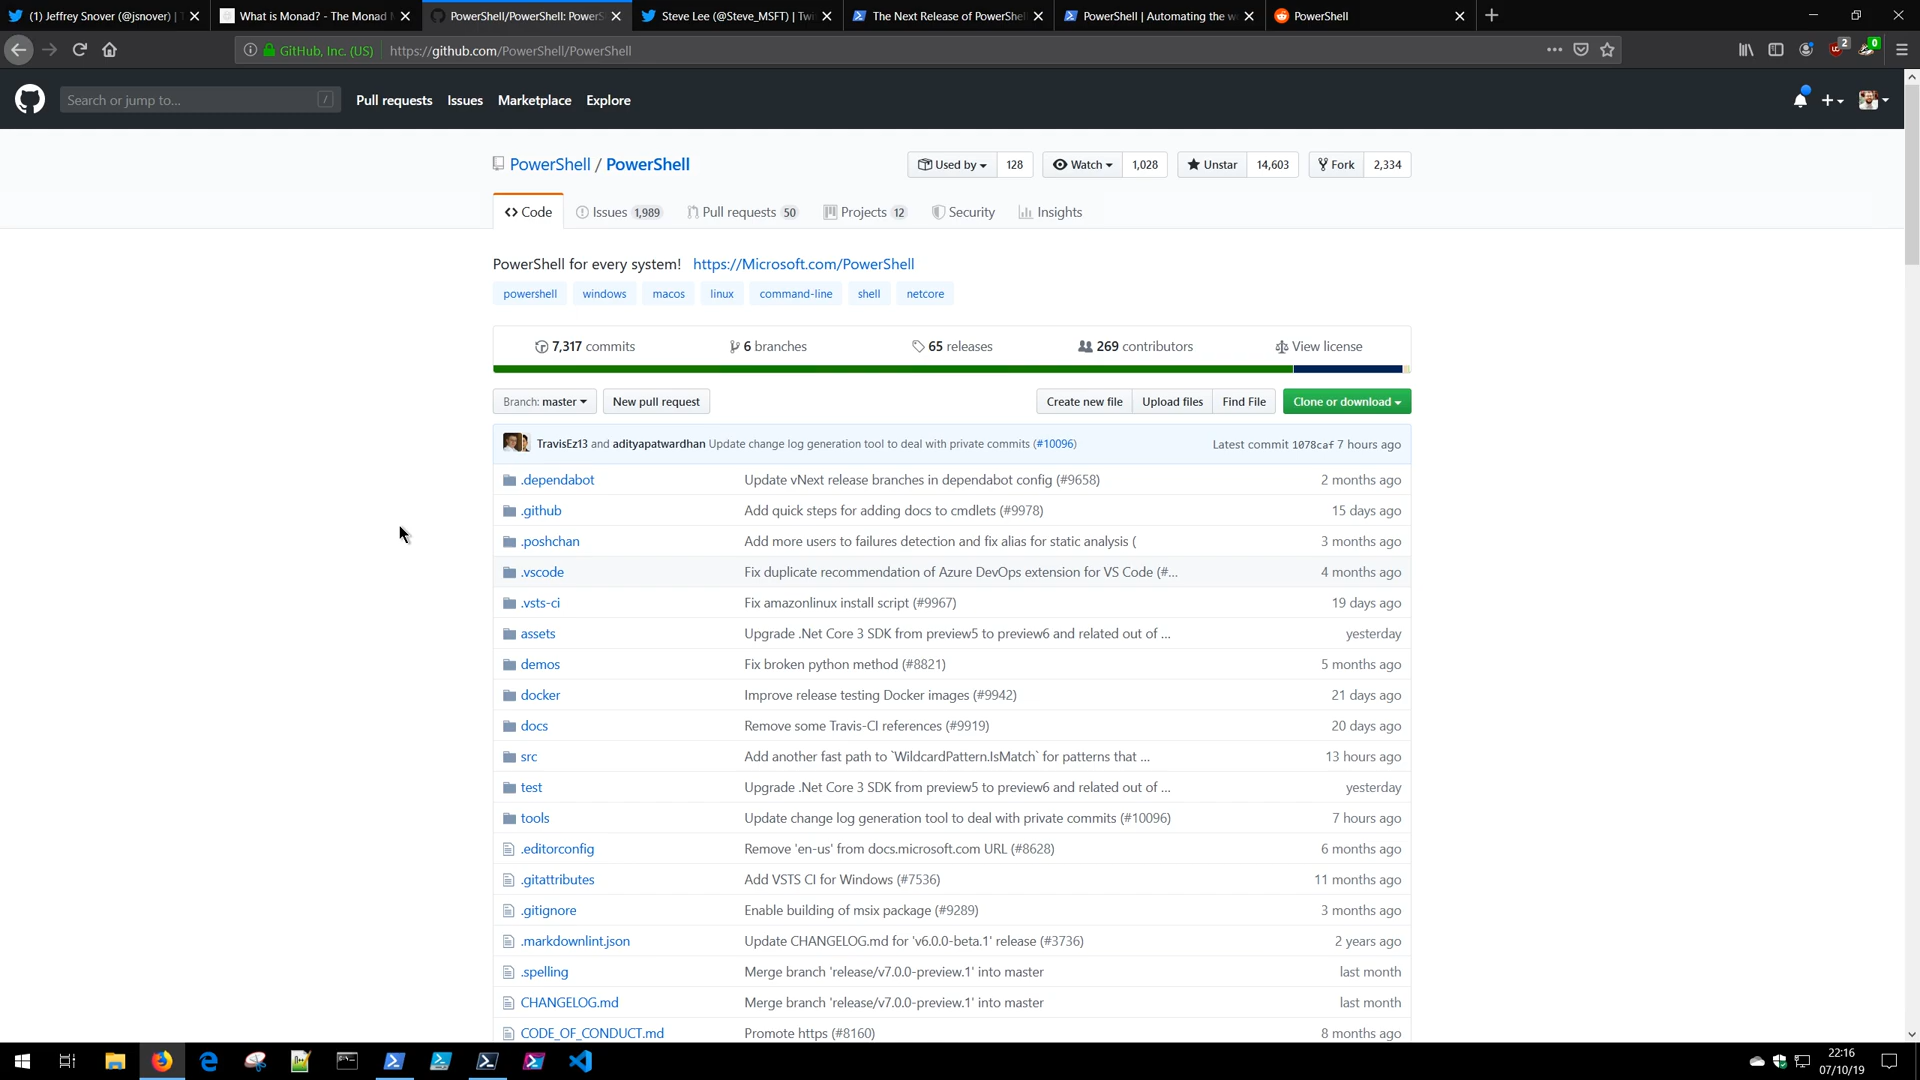 (1) Jeffrey Snover (@jsnover) | T
What is Monad? - The Monad
PowerShell/PowerShell: PowerS
Steve Lee (@Steve_MSFT) | Twi
The Next Release of PowerShell
PowerShell | Automating the w
PowerShell
GitHub, Inc. (US)
https://github.com/PowerShell/PowerShell
2
0
Search or jump to...
/
Pull requests Issues Marketplace Explore
PowerShell / PowerShell
Used by 128
Watch 1,028
Unstar 14,603
Fork 2,334
Code
Issues 1,989
Pull requests 50
Projects 12
Security
Insights
PowerShell for every system! https://Microsoft.com/PowerShell
powershell windows macos linux command-line shell netcore
7,317 commits 6 branches 65 releases 269 contributors View license
Branch: master New pull request Create new file Upload files Find File Clone or download
TravisEz13 and adityapatwardhan Update change log generation tool to deal with private commits (#10096) Latest commit 1078caf 7 hours ago
.dependabot Update vNext release branches in dependabot config (#9658) 2 months ago
.github Add quick steps for adding docs to cmdlets (#9978) 15 days ago
.poshchan Add more users to failures detection and fix alias for static analysis ( 3 months ago
.vscode Fix duplicate recommendation of Azure DevOps extension for VS Code (#... 4 months ago
.vsts-ci Fix amazonlinux install script (#9967) 19 days ago
assets Upgrade .Net Core 3 SDK from preview5 to preview6 and related out of ... yesterday
demos Fix broken python method (#8821) 5 months ago
docker Improve release testing Docker images (#9942) 21 days ago
docs Remove some Travis-CI references (#9919) 20 days ago
src Add another fast path to `WildcardPattern.IsMatch` for patterns that ... 13 hours ago
test Upgrade .Net Core 3 SDK from preview5 to preview6 and related out of ... yesterday
tools Update change log generation tool to deal with private commits (#10096) 7 hours ago
.editorconfig Remove 'en-us' from docs.microsoft.com URL (#8628) 6 months ago
.gitattributes Add VSTS CI for Windows (#7536) 11 months ago
.gitignore Enable building of msix package (#9289) 3 months ago
.markdownlint.json Update CHANGELOG.md for 'v6.0.0-beta.1' release (#3736) 2 years ago
.spelling Merge branch 'release/v7.0.0-preview.1' into master last month
CHANGELOG.md Merge branch 'release/v7.0.0-preview.1' into master last month
CODE_OF_CONDUCT.md Promote https (#8160) 8 months ago
22:16
07/10/19